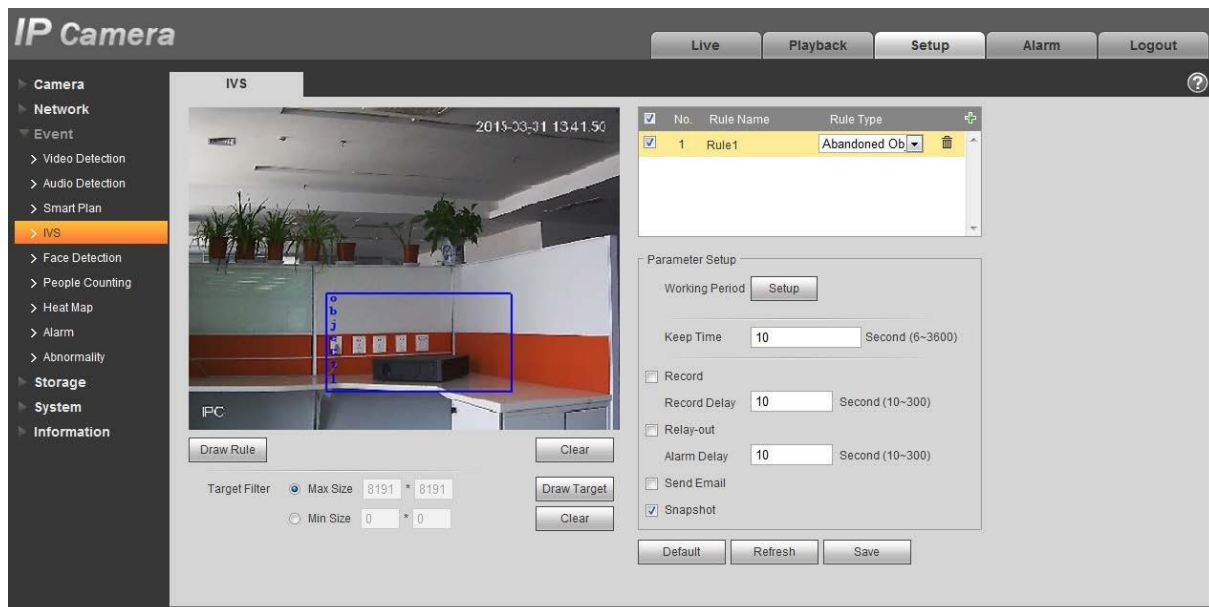 IP Camera
Live
Playback
Setup
Alarm
Logout
Camera
Network
Event
> Video Detection
> Audio Detection
> Smart Plan
> IVS
> Face Detection
> People Counting
> Heat Map
> Alarm
> Abnormality
Storage
System
Information
IVS
?
2015-03-31 13:41:50
IPC
Draw Rule
Clear
Target Filter Max Size 8191 * 8191
Draw Target
Min Size 0 * 0
Clear
No. Rule Name Rule Type
1 Rule1 Abandoned Ob
Parameter Setup
Working Period Setup
Keep Time 10 Second (6~3600)
Record
Record Delay 10 Second (10~300)
Relay-out
Alarm Delay 10 Second (10~300)
Send Email
Snapshot
Default
Refresh
Save